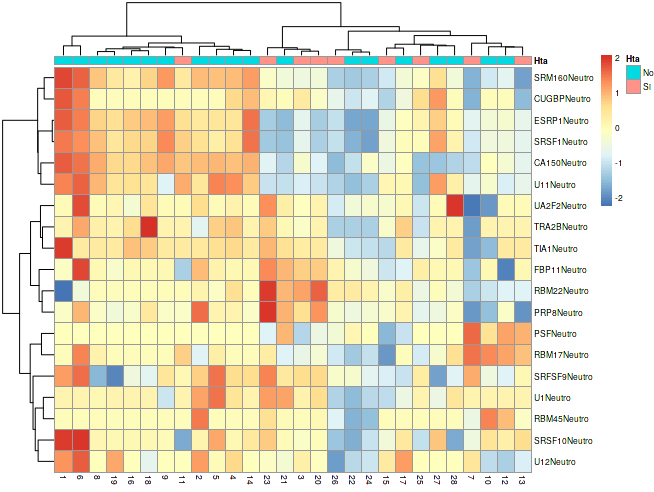 Hta
SRM160Neutro
CUGBPNeutro
ESRP1Neutro
SRSF1Neutro
CA150Neutro
U11Neutro
UA2F2Neutro
TRA2BNeutro
TIA1Neutro
FBP11Neutro
RBM22Neutro
PRP8Neutro
PSFNeutro
RBM17Neutro
SRFSF9Neutro
U1Neutro
RBM45Neutro
SRSF10Neutro
U12Neutro
1 6 8 19 16 18 9 11 2 5 4 14 23 21 3 20 26 22 24 15 17 25 27 28 7 10 12 13
2
1
0
-1
-2
Hta
No
Si